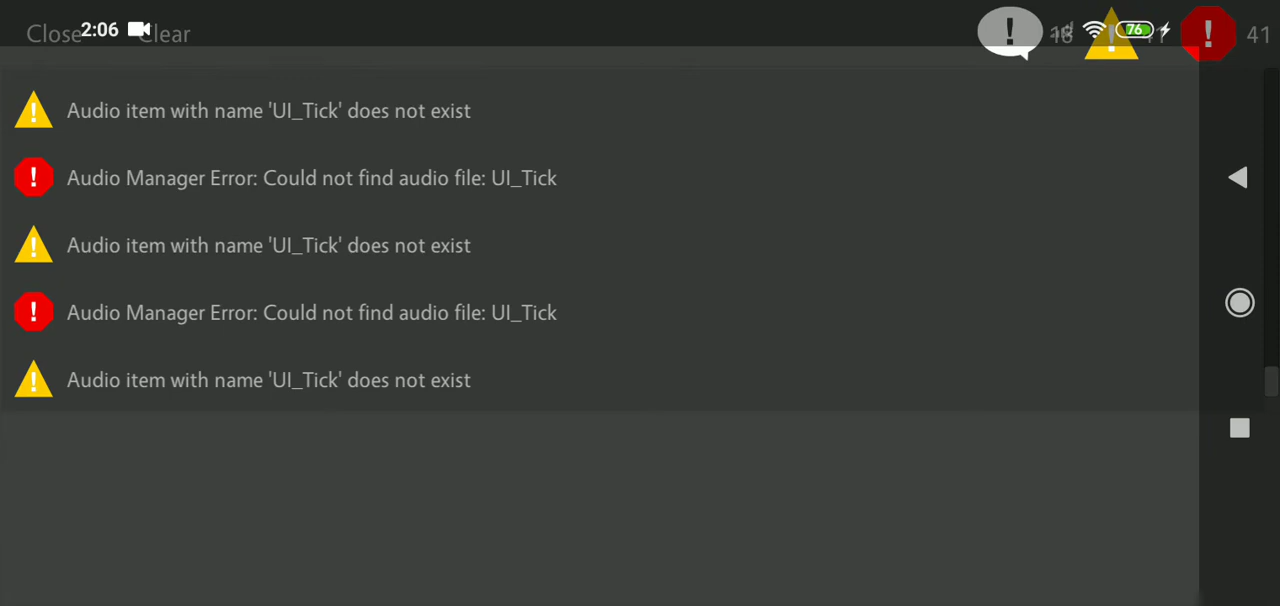 Close 2:06 Clear
76
41
Audio item with name 'UI_Tick' does not exist
Audio Manager Error: Could not find audio file: UI_Tick
Audio item with name 'UI_Tick' does not exist
Audio Manager Error: Could not find audio file: UI_Tick
Audio item with name 'UI_Tick' does not exist